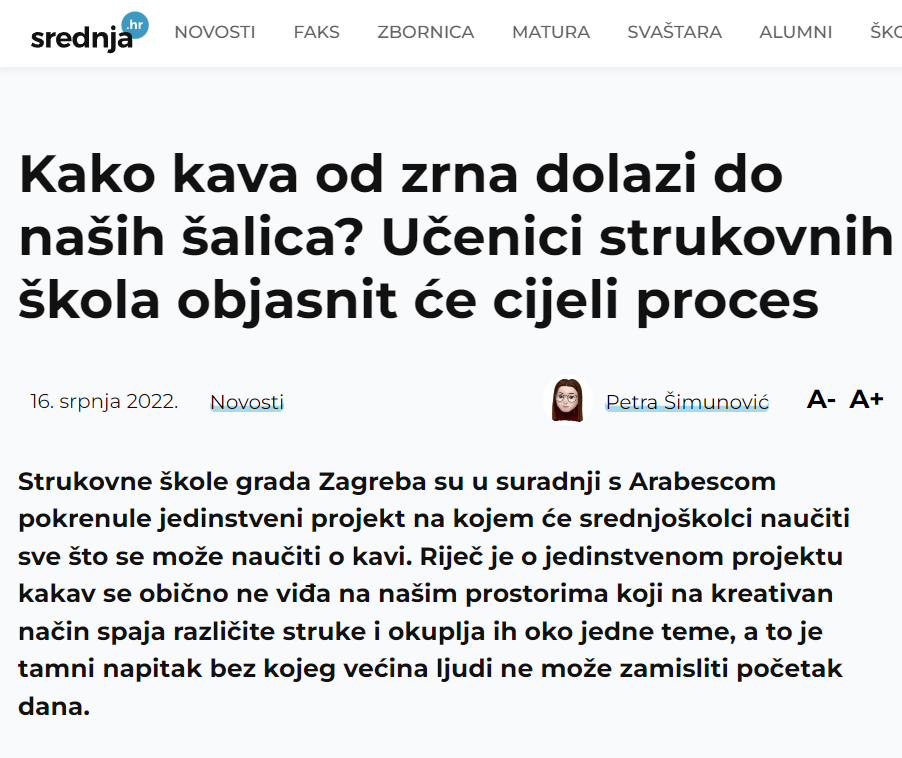 srednja.hr
NOVOSTI FAKS ZBORNICA MATURA SVAŠTARA ALUMNI ŠKO
Kako kava od zrna dolazi do
naših šalica? Učenici strukovnih
škola objasnit će cijeli proces
16. srpnja 2022. Novosti Petra Šimunović A- A+
Strukovne škole grada Zagreba su u suradnji s Arabescom
pokrenule jedinstveni projekt na kojem će srednjoškolci naučiti
sve što se može naučiti o kavi. Riječ je o jedinstvenom projektu
kakav se obično ne viđa na našim prostorima koji na kreativan
način spaja različite struke i okuplja ih oko jedne teme, a to je
tamni napitak bez kojeg većina ljudi ne može zamisliti početak
dana.